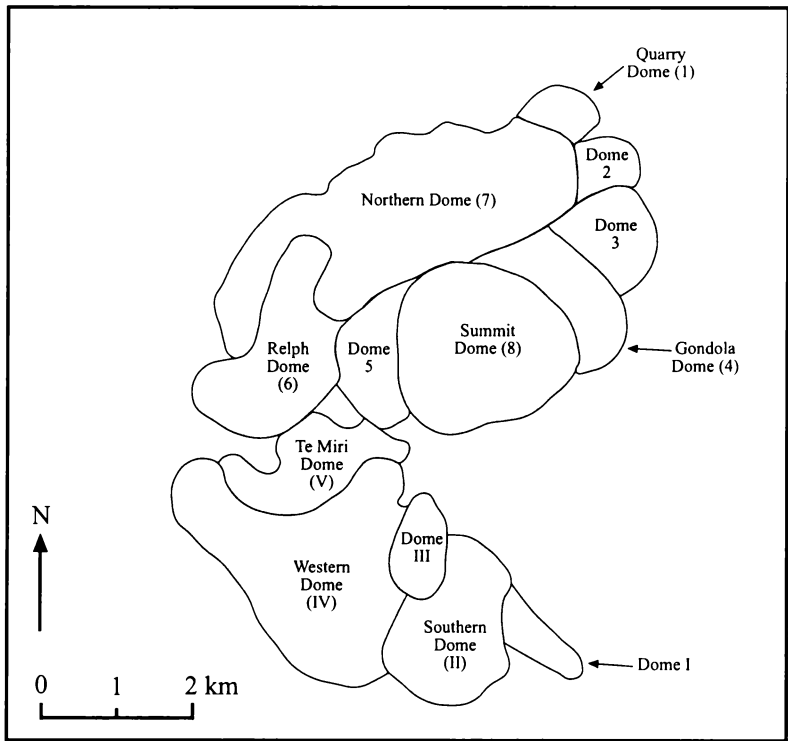 Quarry
Dome (1)
Dome
2
Northern Dome (7)
Dome
3
Summit
Dome (8)
Relph
Dome
(6)
Dome
5
Gondola
Dome (4)
Te Miri
Dome
(V)
N
Dome
III
Western
Dome
(IV)
Southern
Dome
(II)
Dome I
0 1 2 km